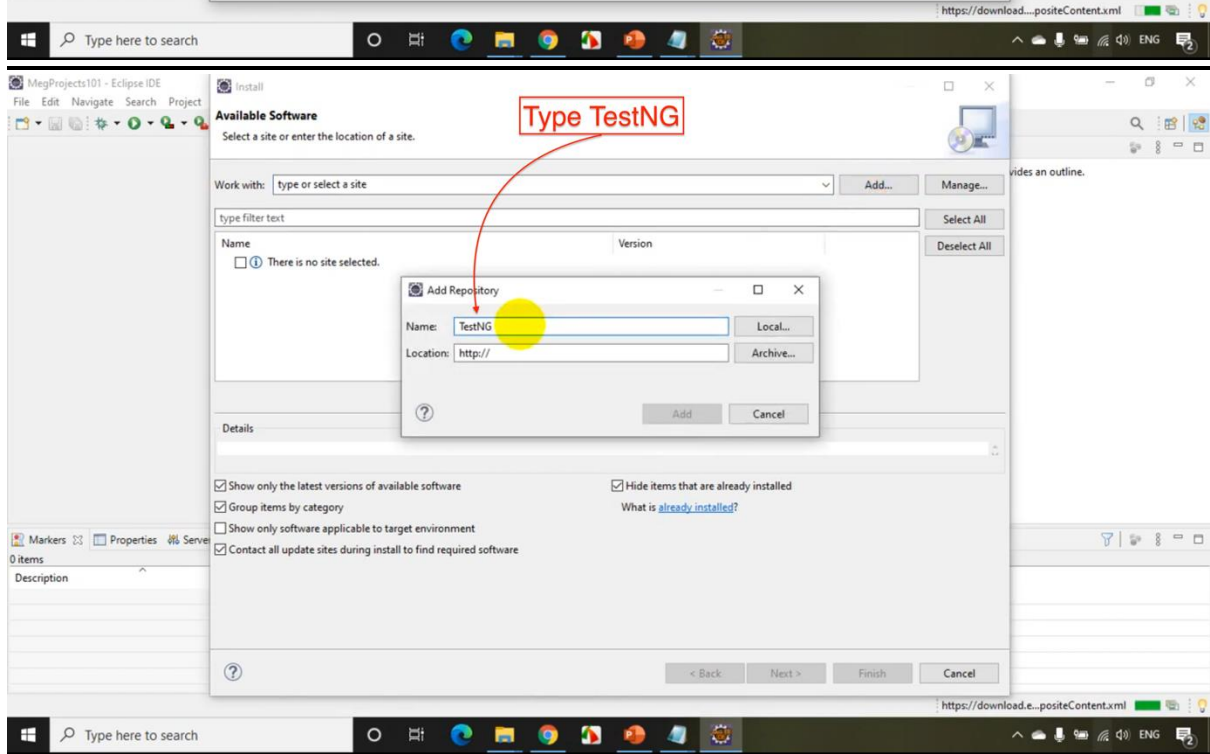 https://download....positeContent.xml
Type here to search
ENG
2
MegProjects101 - Eclipse IDE
File Edit Navigate Search Project
Install
Available Software
Select a site or enter the location of a site.
Type TestNG
Work with: type or select a site
Add...
Manage...
vides an outline.
type filter text
Select All
Name Version
Deselect All
There is no site selected.
Add Repository
Name: TestNG
Local...
Location: http://
Archive...
Add
Cancel
Details
Show only the latest versions of available software
Hide items that are already installed
Group items by category
What is already installed?
Show only software applicable to target environment
Contact all update sites during install to find required software
Markers Properties Serve
0 items
Description
< Back Next > Finish Cancel
https://download.e...positeContent.xml
Type here to search
ENG
2